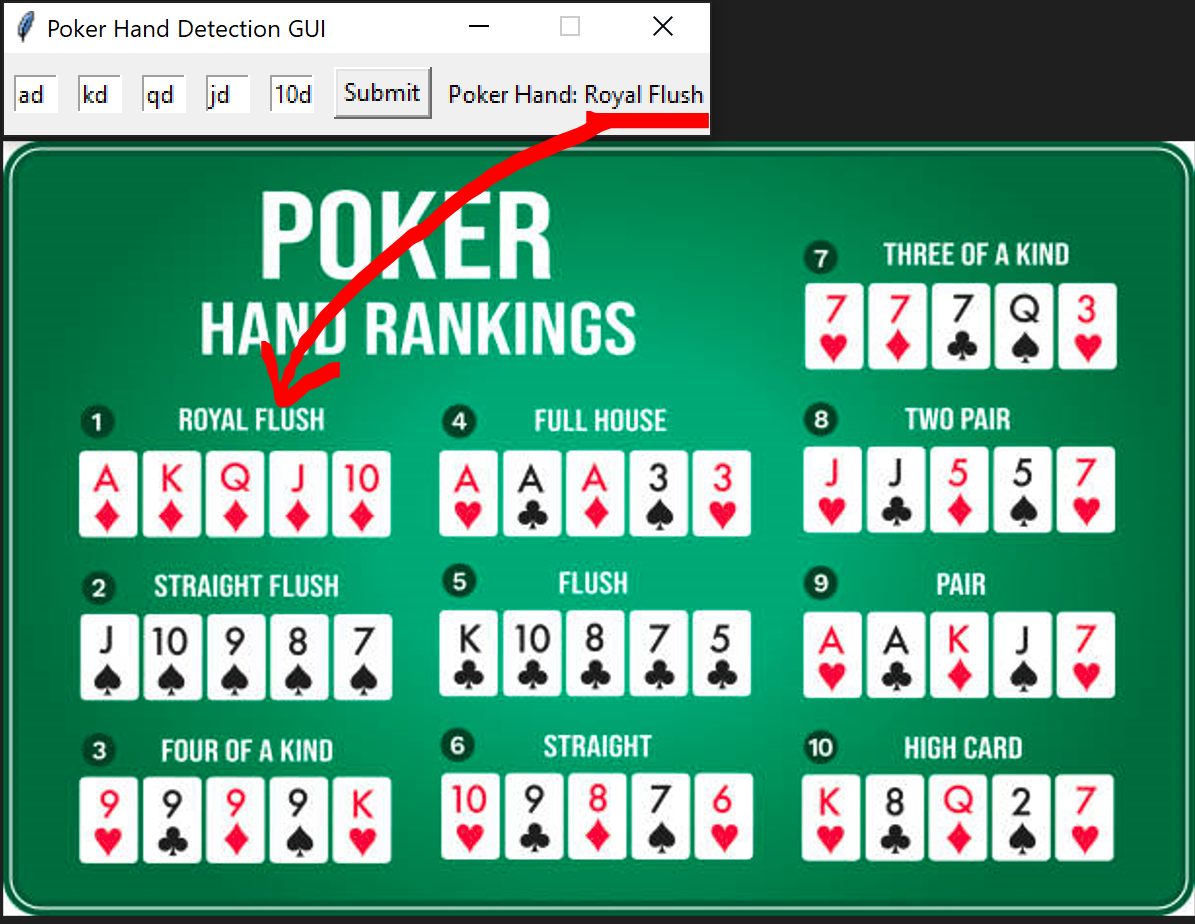 Poker Hand Detection GUI
ad kd qd jd 10d Submit Poker Hand: Royal Flush
POKER
HAND RANKINGS
1 ROYAL FLUSH
A K Q J 10
2 STRAIGHT FLUSH
J 10 9 8 7
3 FOUR OF A KIND
9 9 9 9 K
4 FULL HOUSE
A A A 3 3
5 FLUSH
K 10 8 7 5
6 STRAIGHT
10 9 8 7 6
7 THREE OF A KIND
7 7 7 Q 3
8 TWO PAIR
J J 5 5 7
9 PAIR
A A K J 7
10 HIGH CARD
K 8 Q 2 7